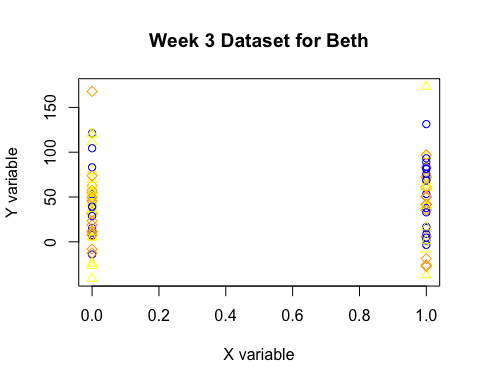 Week 3 Dataset for Beth
Y variable
150
100
50
0
0.0 0.2 0.4 0.6 0.8 1.0
X variable